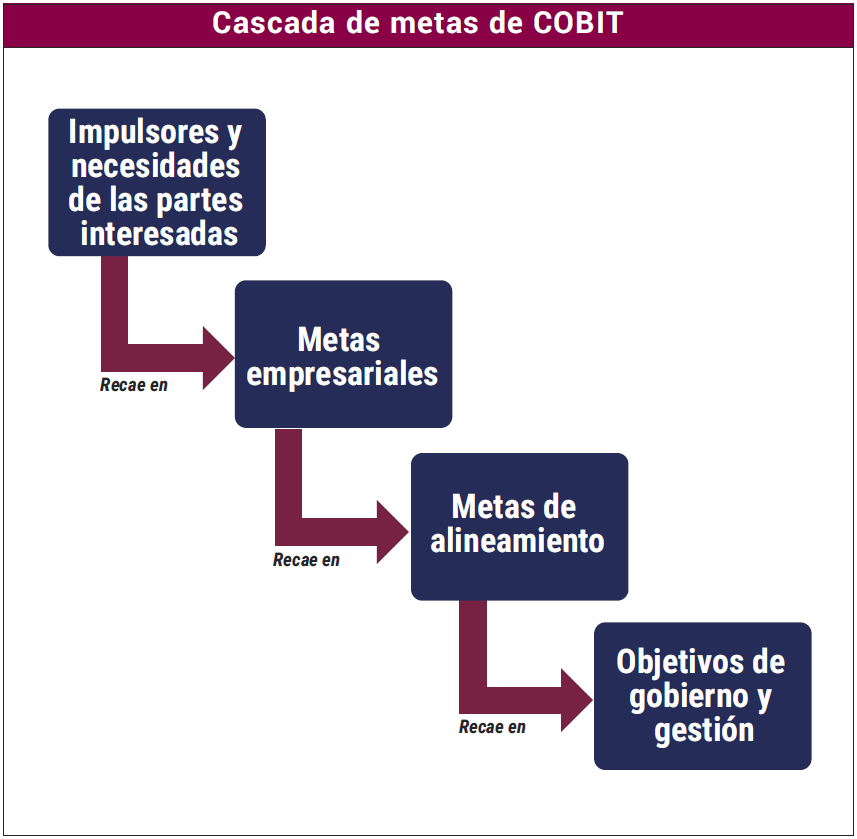 Cascada de metas de COBIT
Impulsores y
necesidades
de las partes
interesadas
Recae en
Metas
empresariales
Recae en
Metas de
alineamiento
Recae en
Objetivos de
gobierno y
gestión